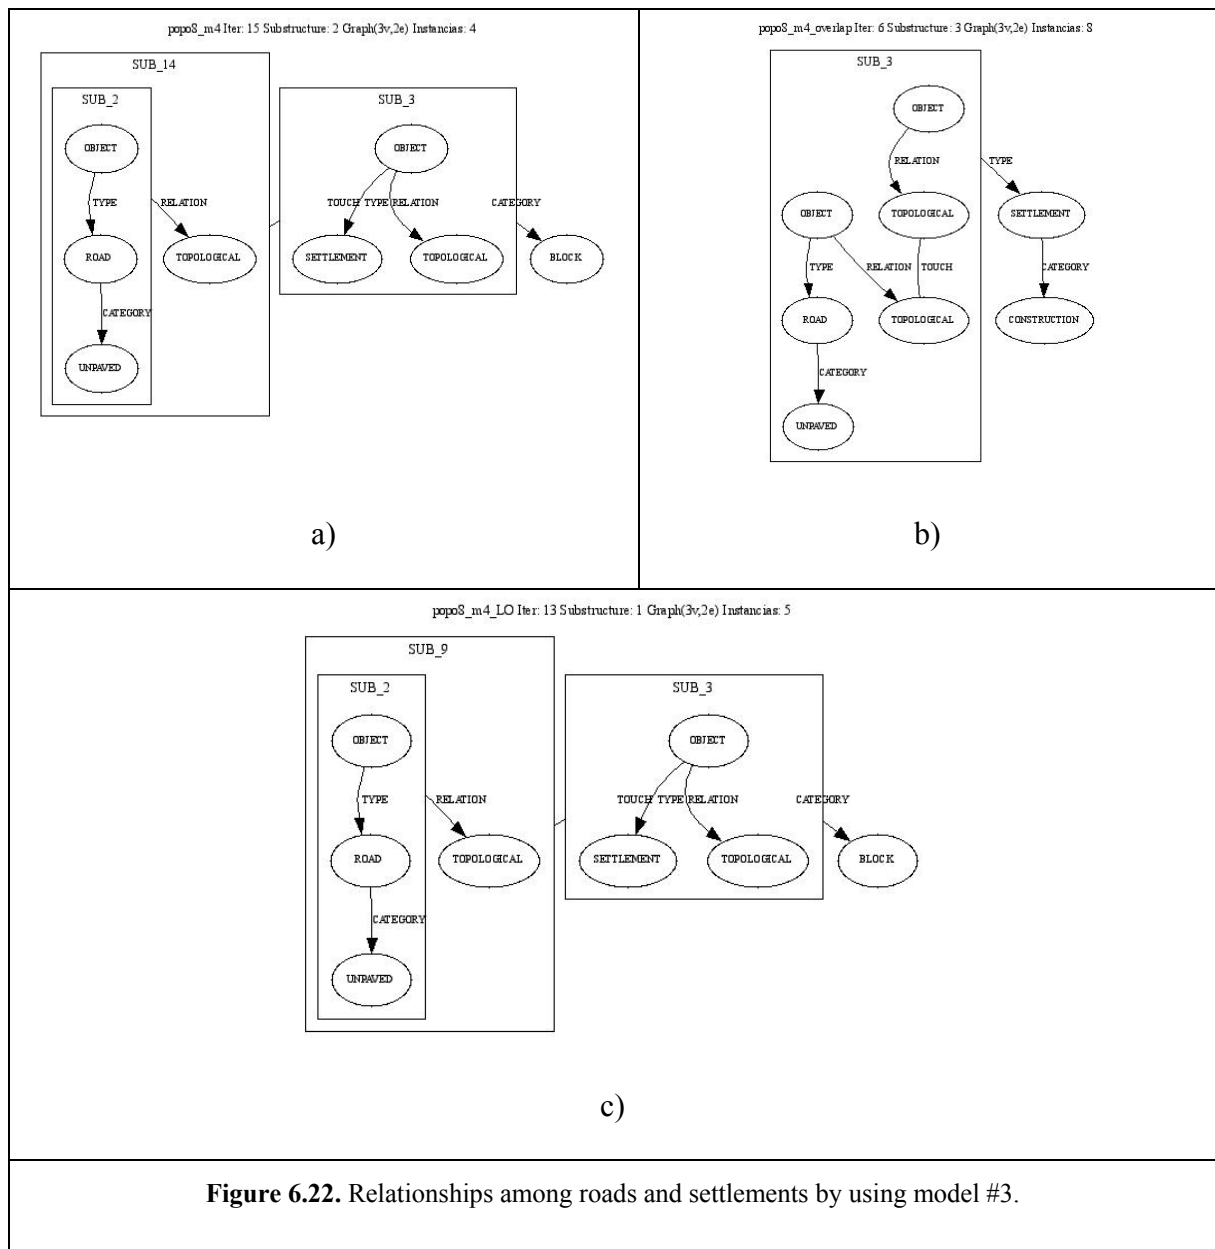 popo8_m4 Iter: 15 Substructure: 2 Graph(3v,2e) Instancias: 4
SUB_14
SUB_2
SUB_3
OBJECT
OBJECT
TYPE
RELATION
TOUCH
TYPE
RELATION
CATEGORY
ROAD
TOPOLOGICAL
SETTLEMENT
TOPOLOGICAL
BLOCK
CATEGORY
UNPAVED
a)
popo8_m4_overlap Iter: 6 Substructure: 3 Graph(3v,2e) Instancias: 8
SUB_3
OBJECT
RELATION
TYPE
OBJECT
TOPOLOGICAL
SETTLEMENT
TYPE
RELATION
TOUCH
CATEGORY
ROAD
TOPOLOGICAL
CONSTRUCTION
CATEGORY
UNPAVED
b)
popo8_m4_LO Iter: 13 Substructure: 1 Graph(3v,2e) Instancias: 5
SUB_9
SUB_2
SUB_3
OBJECT
OBJECT
TYPE
RELATION
TOUCH
TYPE
RELATION
CATEGORY
ROAD
TOPOLOGICAL
SETTLEMENT
TOPOLOGICAL
BLOCK
CATEGORY
UNPAVED
c)
Figure 6.22. Relationships among roads and settlements by using model #3.